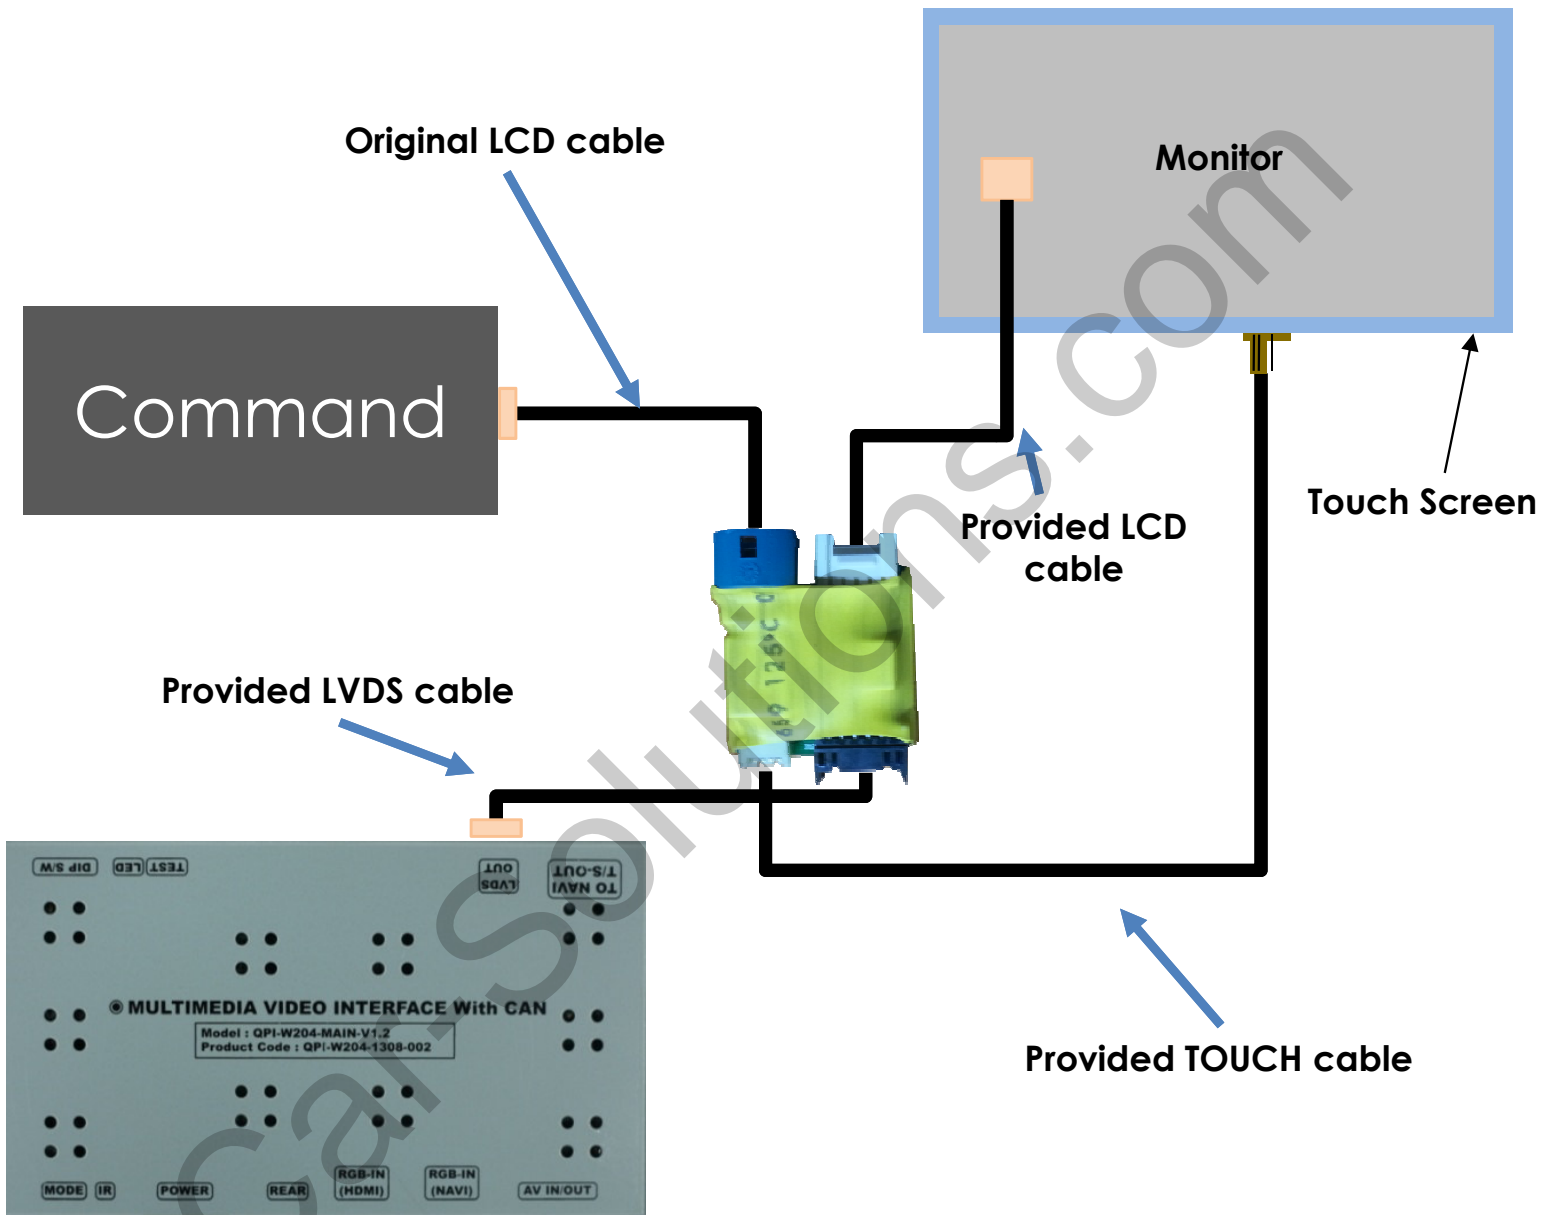 Original LCD cable
Monitor
Command
Touch Screen
Provided LCD
cable
Provided LVDS cable
DIP S/W
LED
TEST
LVDS
OUT
TO NAVI
T/S-OUT
MULTIMEDIA VIDEO INTERFACE With CAN
Model : QPI-W204-MAIN-V1.2
Product Code : QPI-W204-1308-002
Provided TOUCH cable
MODE
IR
POWER
REAR
RGB-IN
(HDMI)
RGB-IN
(NAVI)
AV IN/OUT
Car-Solutions.com